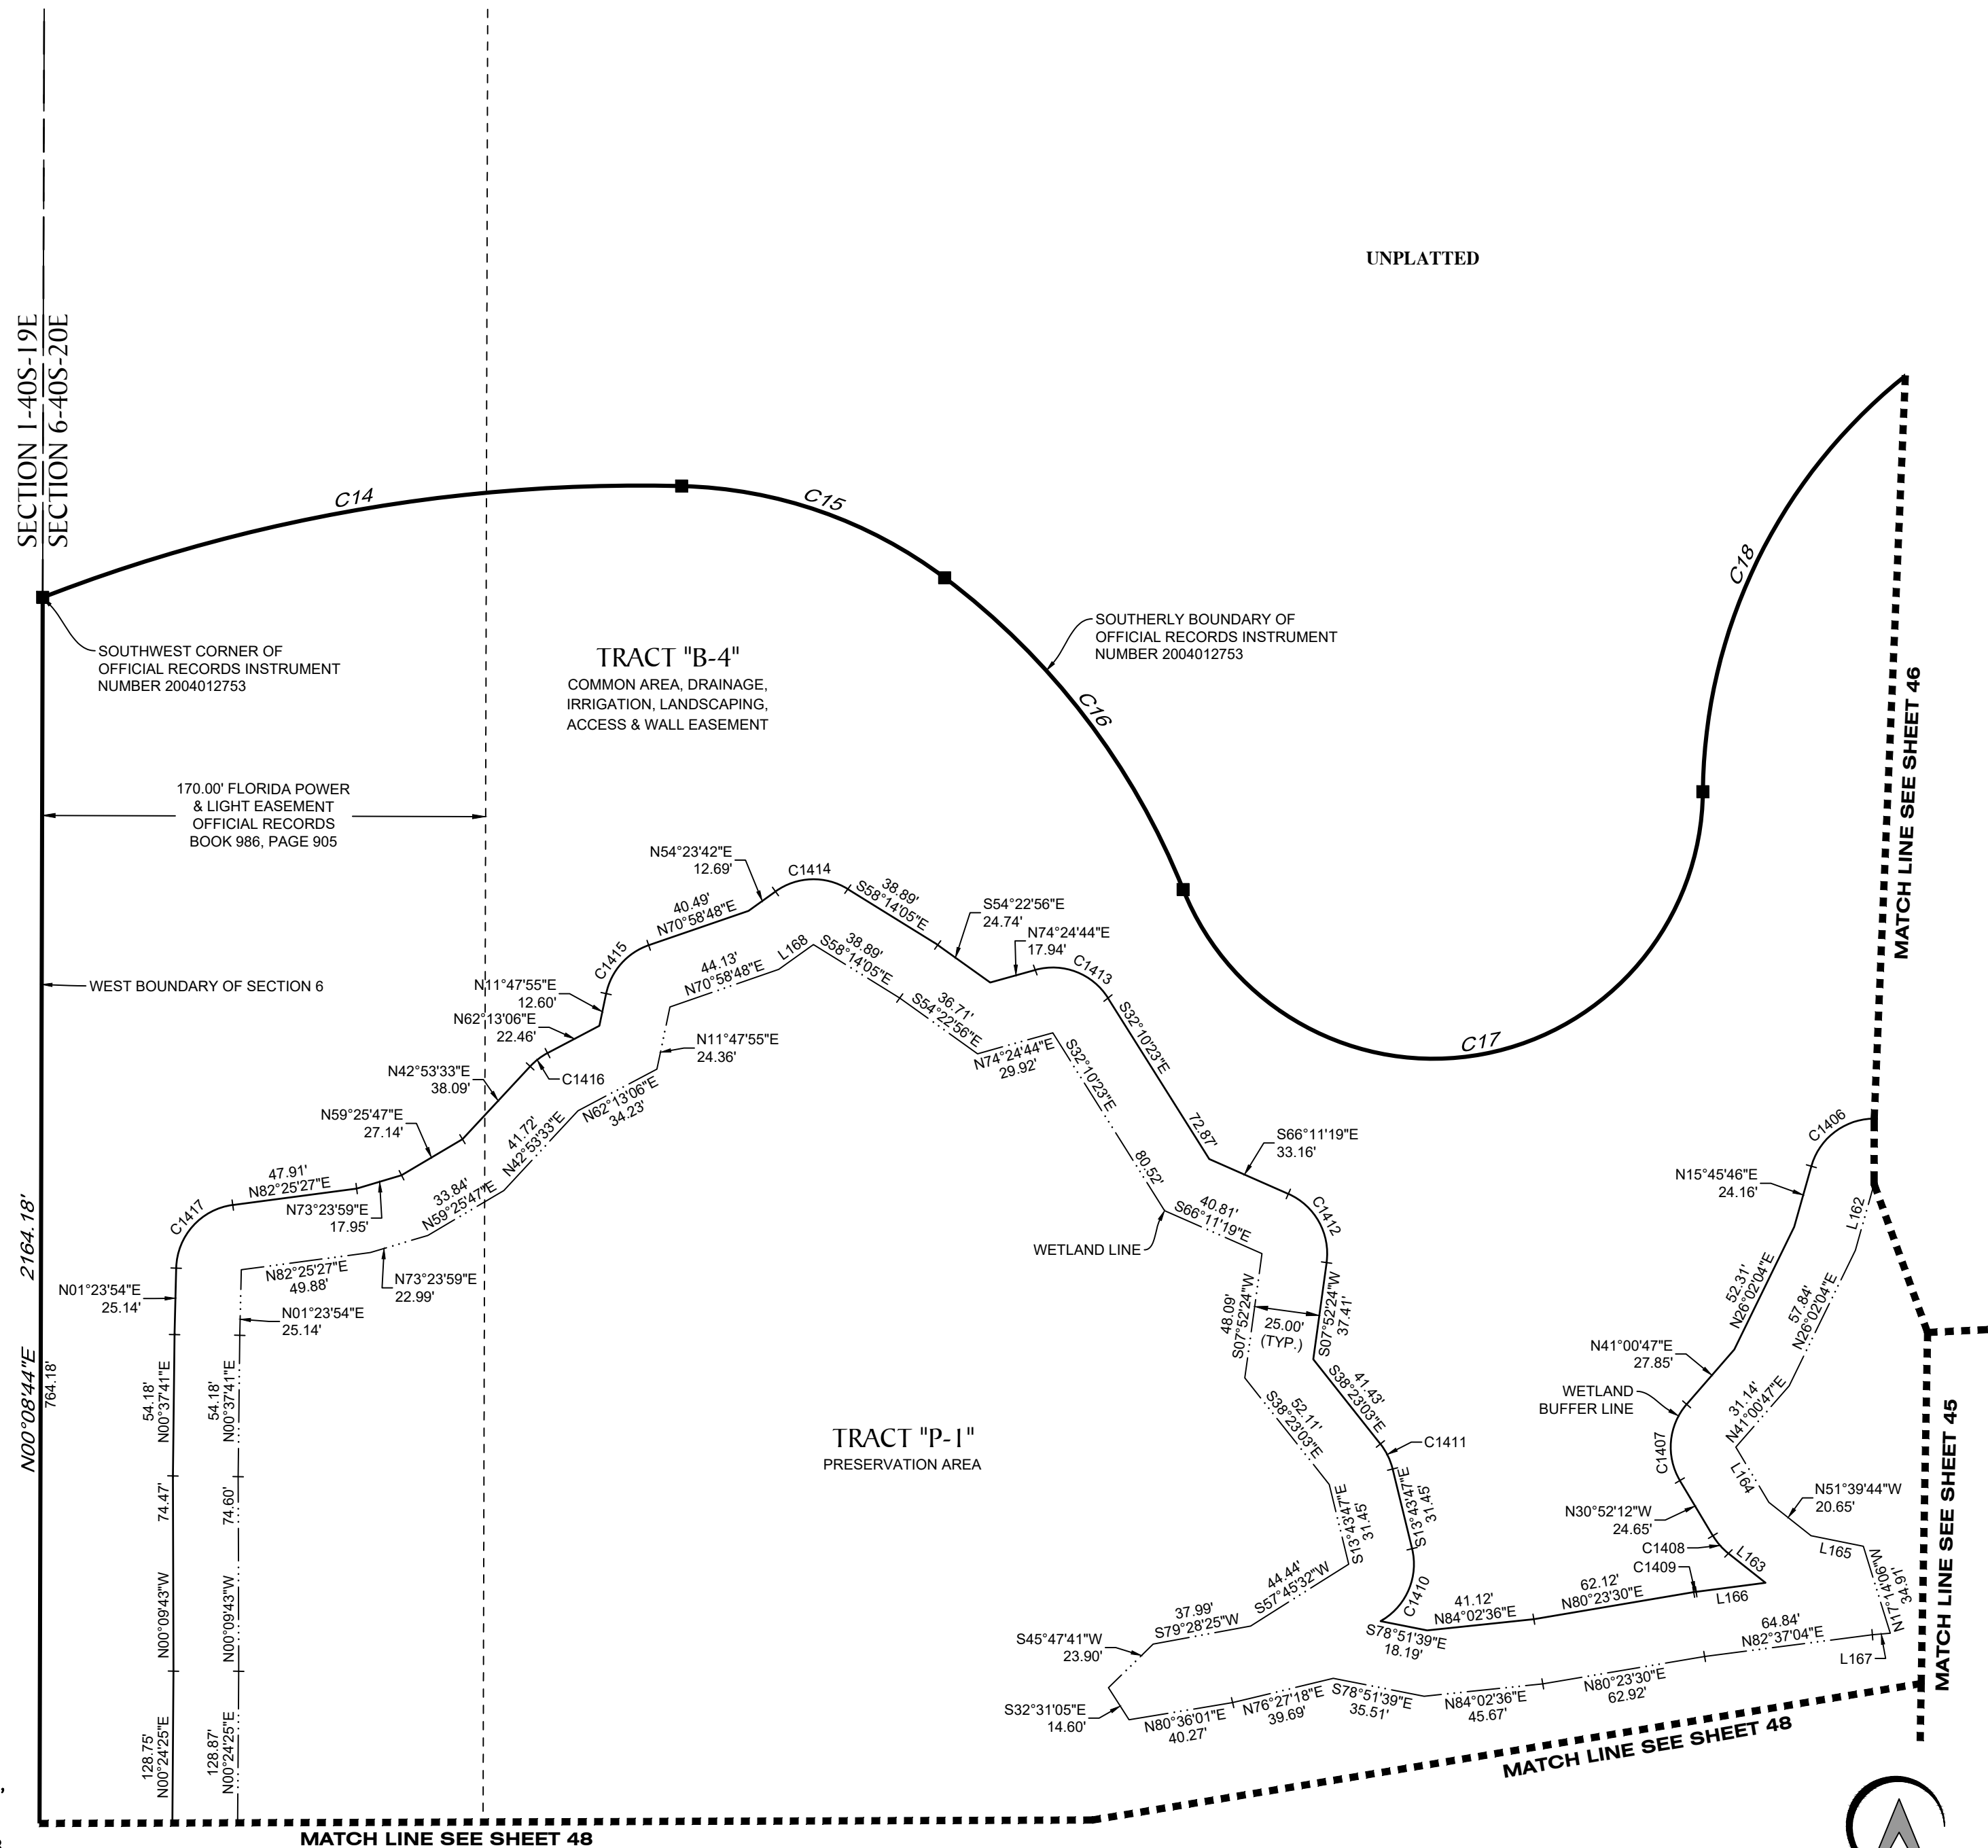 UNPLATTED
SECTION 1-40S-19E
SECTION 6-40S-20E
C14
C15
C16
C17
C18
SOUTHWEST CORNER OF
OFFICIAL RECORDS INSTRUMENT
NUMBER 2004012753
TRACT "B-4"
COMMON AREA, DRAINAGE,
IRRIGATION, LANDSCAPING,
ACCESS & WALL EASEMENT
SOUTHERLY BOUNDARY OF
OFFICIAL RECORDS INSTRUMENT
NUMBER 2004012753
MATCH LINE SEE SHEET 46
170.00' FLORIDA POWER
& LIGHT EASEMENT
OFFICIAL RECORDS
BOOK 986, PAGE 905
WEST BOUNDARY OF SECTION 6
N54°23'42"E
12.69'
C1414
38.89'
S58°14'05"E
S54°22'56"E
24.74'
N74°24'44"E
17.94'
C1413
40.49'
N70°58'48"E
C1415
N11°47'55"E
12.60'
N62°13'06"E
22.46'
C1416
N42°53'33"E
38.09'
N59°25'47"E
27.14'
47.91'
N82°25'27"E
N73°23'59"E
17.95'
C1417
44.13'
N70°58'48"E
L168
38.89'
S58°14'05"E
36.71'
S54°22'56"E
N74°24'44"E
29.92'
N11°47'55"E
24.36'
N62°13'06"E
34.23'
41.72'
N42°53'33"E
33.84'
N59°25'47"E
N82°25'27"E
49.88'
N73°23'59"E
22.99'
S32°10'23"E
72.87'
S32°10'23"E
80.52'
S66°11'19"E
33.16'
C1412
40.81'
S66°11'19"E
WETLAND LINE
48.09'
S07°52'24"W
25.00'
(TYP.)
S07°52'24"W
37.41'
41.43'
S38°23'03"E
52.11'
S38°23'03"E
C1411
S13°43'47"E
31.45'
S13°43'47"E
31.45'
C1410
N01°23'54"E
25.14'
N01°23'54"E
25.14'
N00°08'44"E 2164.18'
764.18'
54.18'
N00°37'41"E
54.18'
N00°37'41"E
74.47'
N00°09'43"W
74.60'
N00°09'43"W
128.75'
N00°24'25"E
128.87'
N00°24'25"E
TRACT "P-1"
PRESERVATION AREA
44.44'
S57°45'32"W
37.99'
S79°28'25"W
S45°47'41"W
23.90'
S32°31'05"E
14.60'
N80°36'01"E
40.27'
N76°27'18"E
39.69'
S78°51'39"E
35.51'
N84°02'36"E
45.67'
N80°23'30"E
62.92'
64.84'
N82°37'04"E
L167
S78°51'39"E
18.19'
41.12'
N84°02'36"E
62.12'
N80°23'30"E
L166
C1409
C1408
L163
N30°52'12"W
24.65'
C1407
WETLAND
BUFFER LINE
N41°00'47"E
27.85'
52.31'
N26°02'04"E
N15°45'46"E
24.16'
C1406
L162
57.84'
N26°02'04"E
31.14'
N41°00'47"E
L164
N51°39'44"W
20.65'
L165
N17°14'06"W
34.91'
MATCH LINE SEE SHEET 45
MATCH LINE SEE SHEET 48
MATCH LINE SEE SHEET 48